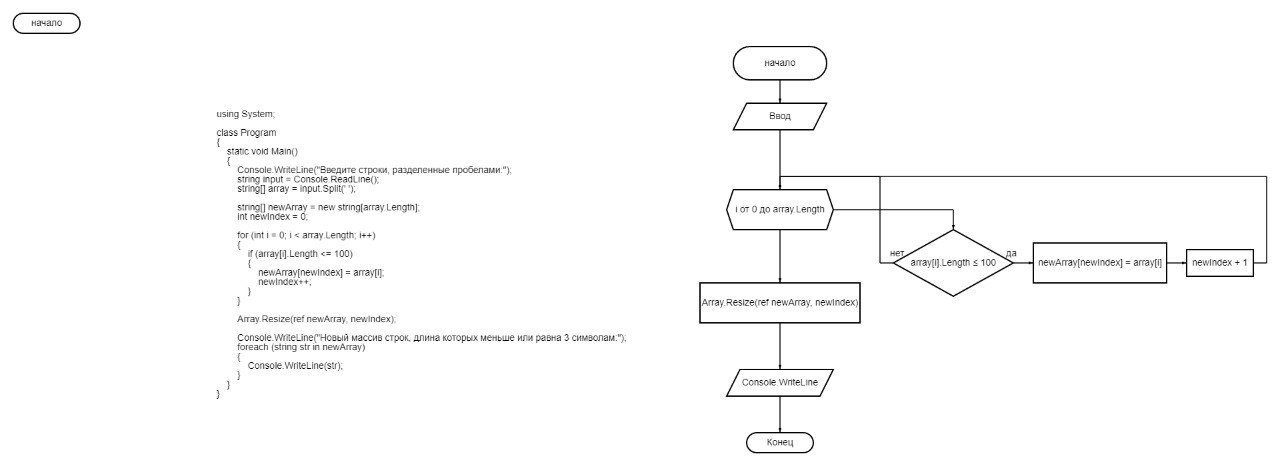 начало
using System;
class Program
{
static void Main()
{
Console.WriteLine("Введите строки, разделенные пробелами:");
string input = Console.ReadLine();
string[] array = input.Split(' ');
string[] newArray = new string[array.Length];
int newIndex = 0;
for (int i = 0; i < array.Length; i++)
{
if (array[i].Length <= 100)
{
newArray[newIndex] = array[i];
newIndex++;
}
}
Array.Resize(ref newArray, newIndex);
Console.WriteLine("Новый массив строк, длина которых меньше или равна 3 символам:");
foreach (string str in newArray)
{
Console.WriteLine(str);
}
}
}
начало
Ввод
i от 0 до array.Length
нет
array[i].Length ≤ 100
да
newArray[newIndex] = array[i]
newIndex + 1
Array.Resize(ref newArray, newIndex)
Console.WriteLine
Конец